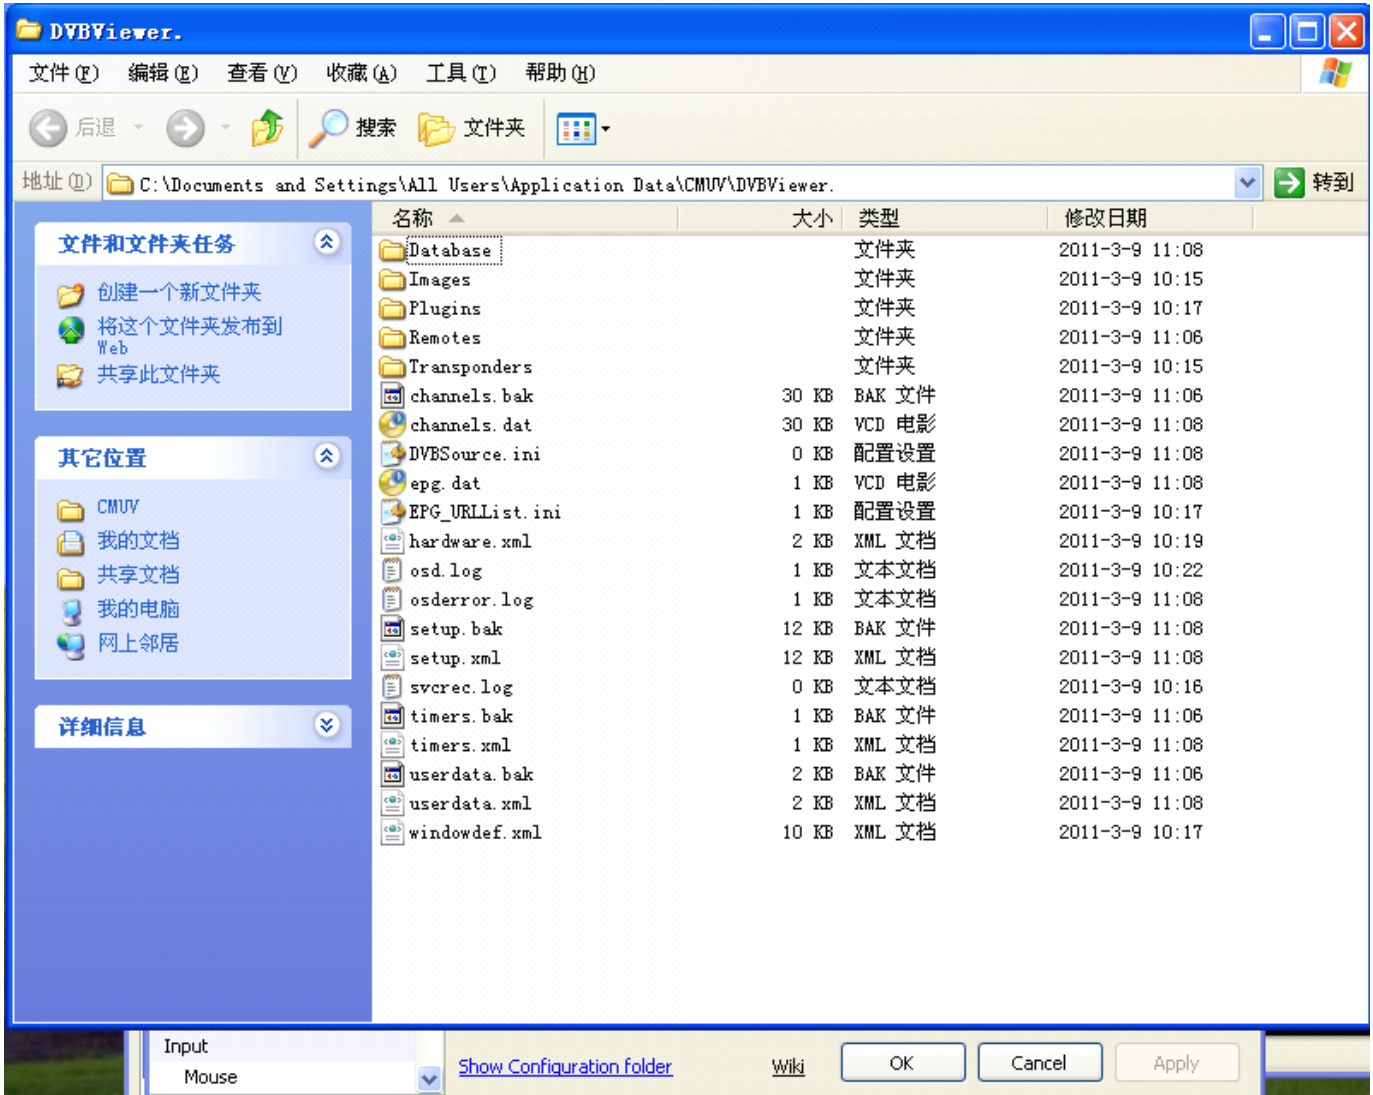 DVBViewer.
文件(F) 编辑(E) 查看(V) 收藏(A) 工具(T) 帮助(H)
后退 搜索 文件夹
地址(D) C:\Documents and Settings\All Users\Application Data\CMUV\DVBViewer. 转到
文件和文件夹任务
创建一个新文件夹
将这个文件夹发布到
Web
共享此文件夹
其它位置
CMUV
我的文档
共享文档
我的电脑
网上邻居
详细信息
名称 大小 类型 修改日期
Database 文件夹 2011-3-9 11:08
Images 文件夹 2011-3-9 10:15
Plugins 文件夹 2011-3-9 10:17
Remotes 文件夹 2011-3-9 11:06
Transponders 文件夹 2011-3-9 10:15
channels.bak 30 KB BAK 文件 2011-3-9 11:06
channels.dat 30 KB VCD 电影 2011-3-9 11:08
DVBSource.ini 0 KB 配置设置 2011-3-9 11:08
epg.dat 1 KB VCD 电影 2011-3-9 11:08
EPG_URLList.ini 1 KB 配置设置 2011-3-9 10:17
hardware.xml 2 KB XML 文档 2011-3-9 10:19
osd.log 1 KB 文本文档 2011-3-9 10:22
osderror.log 1 KB 文本文档 2011-3-9 11:08
setup.bak 12 KB BAK 文件 2011-3-9 11:08
setup.xml 12 KB XML 文档 2011-3-9 11:08
svcrec.log 0 KB 文本文档 2011-3-9 10:16
timers.bak 1 KB BAK 文件 2011-3-9 11:06
timers.xml 1 KB XML 文档 2011-3-9 11:08
userdata.bak 2 KB BAK 文件 2011-3-9 11:06
userdata.xml 2 KB XML 文档 2011-3-9 11:08
windowdef.xml 10 KB XML 文档 2011-3-9 10:17
Input
Mouse
Show Configuration folder Wiki OK Cancel Apply